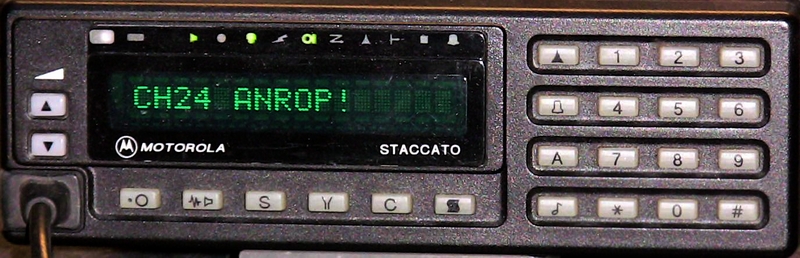 CH24 ANROP!
MOTOROLA STACCATO
S C
1 2 3
4 5 6
A 7 8 9
* 0 #